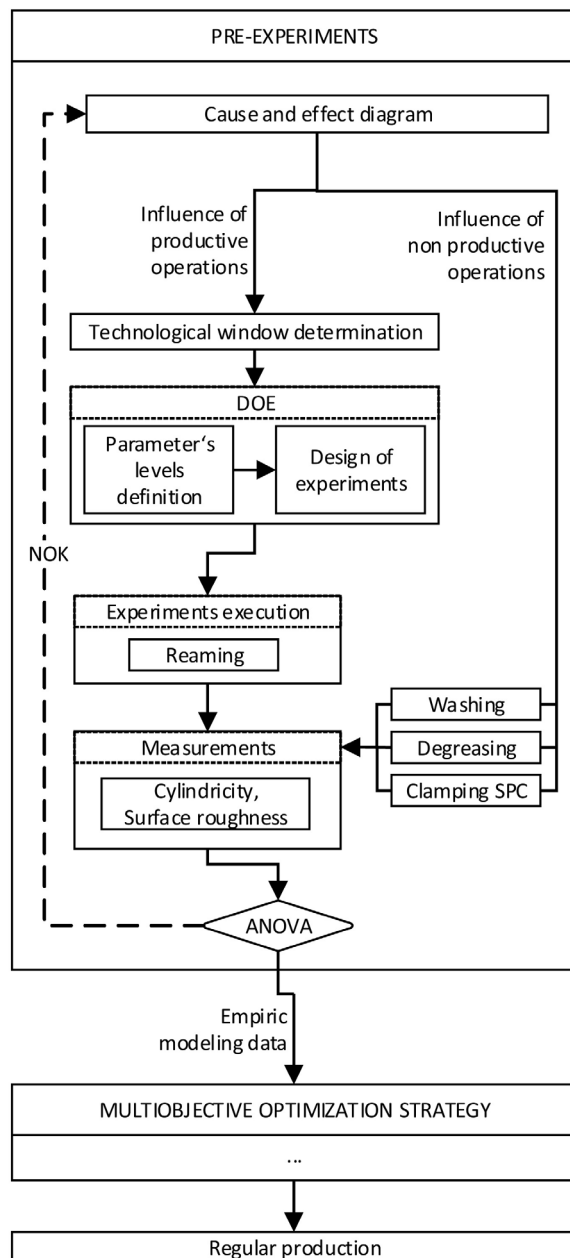 PRE-EXPERIMENTS
Cause and effect diagram
Influence of
productive
operations
Influence of
non productive
operations
Technological window determination
DOE
Parameter‘s
levels
definition
Design of
experiments
NOK
Experiments execution
Reaming
Washing
Measurements
Degreasing
Cylindricity,
Surface roughness
Clamping SPC
ANOVA
Empiric
modeling data
MULTIOBJECTIVE OPTIMIZATION STRATEGY
...
Regular production